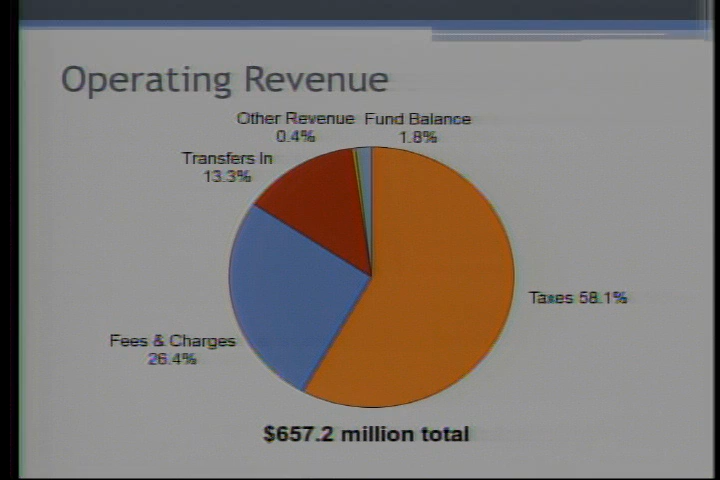 Operating Revenue
Other Revenue
0.4%
Fund Balance
1.8%
Transfers In
13.3%
Taxes 58.1%
Fees & Charges
26.4%
$657.2 million total